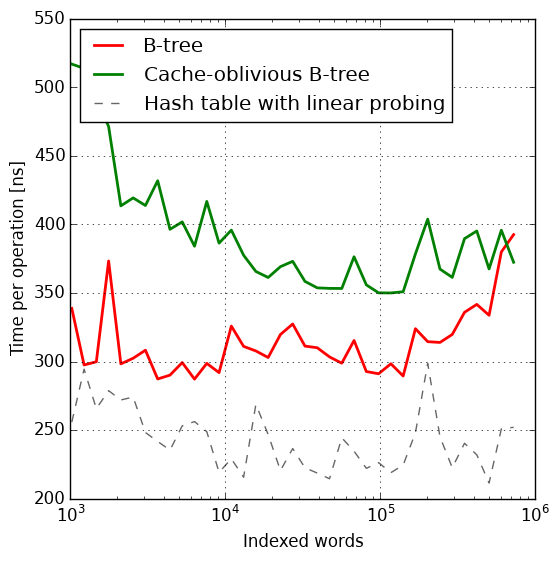 550
500
450
400
350
300
250
200
Time per operation [ns]
B-tree
Cache-oblivious B-tree
Hash table with linear probing
10^3
10^4
10^5
10^6
Indexed words